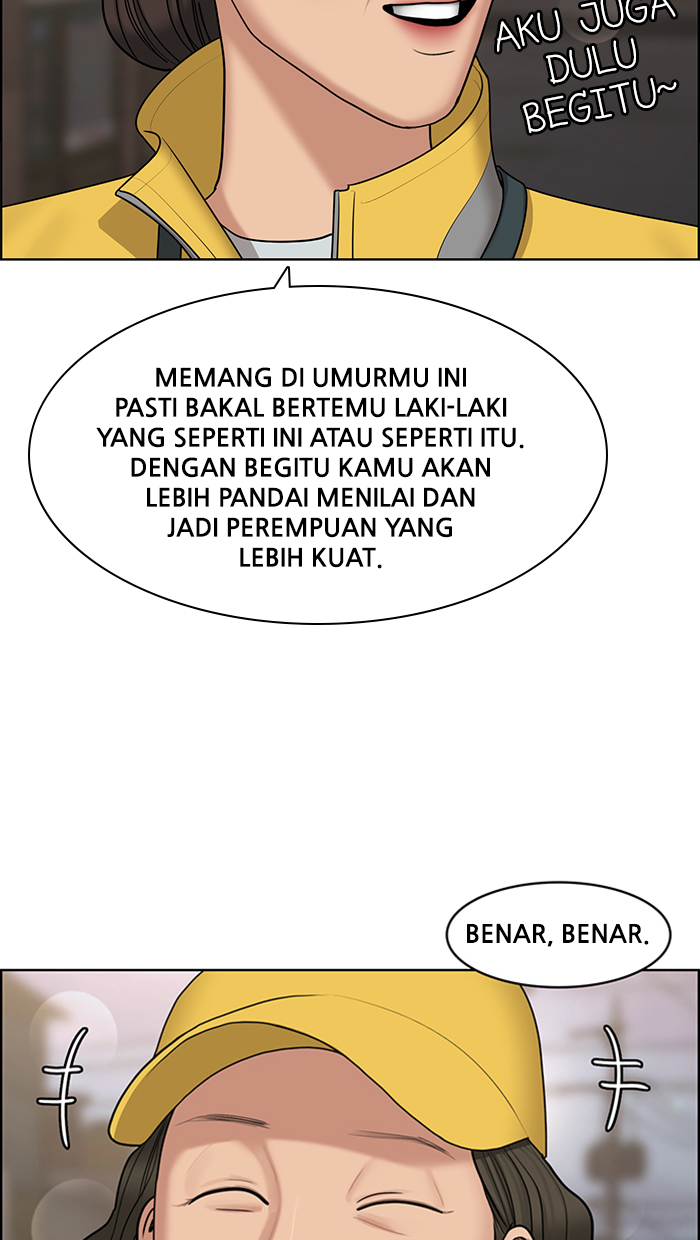 AKU JUGA
DULU
BEGITU~
MEMANG DI UMURMU INI
PASTI BAKAL BERTEMU LAKI-LAKI
YANG SEPERTI INI ATAU SEPERTI ITU.
DENGAN BEGITU KAMU AKAN
LEBIH PANDAI MENILAI DAN
JADI PEREMPUAN YANG
LEBIH KUAT.
BENAR, BENAR.